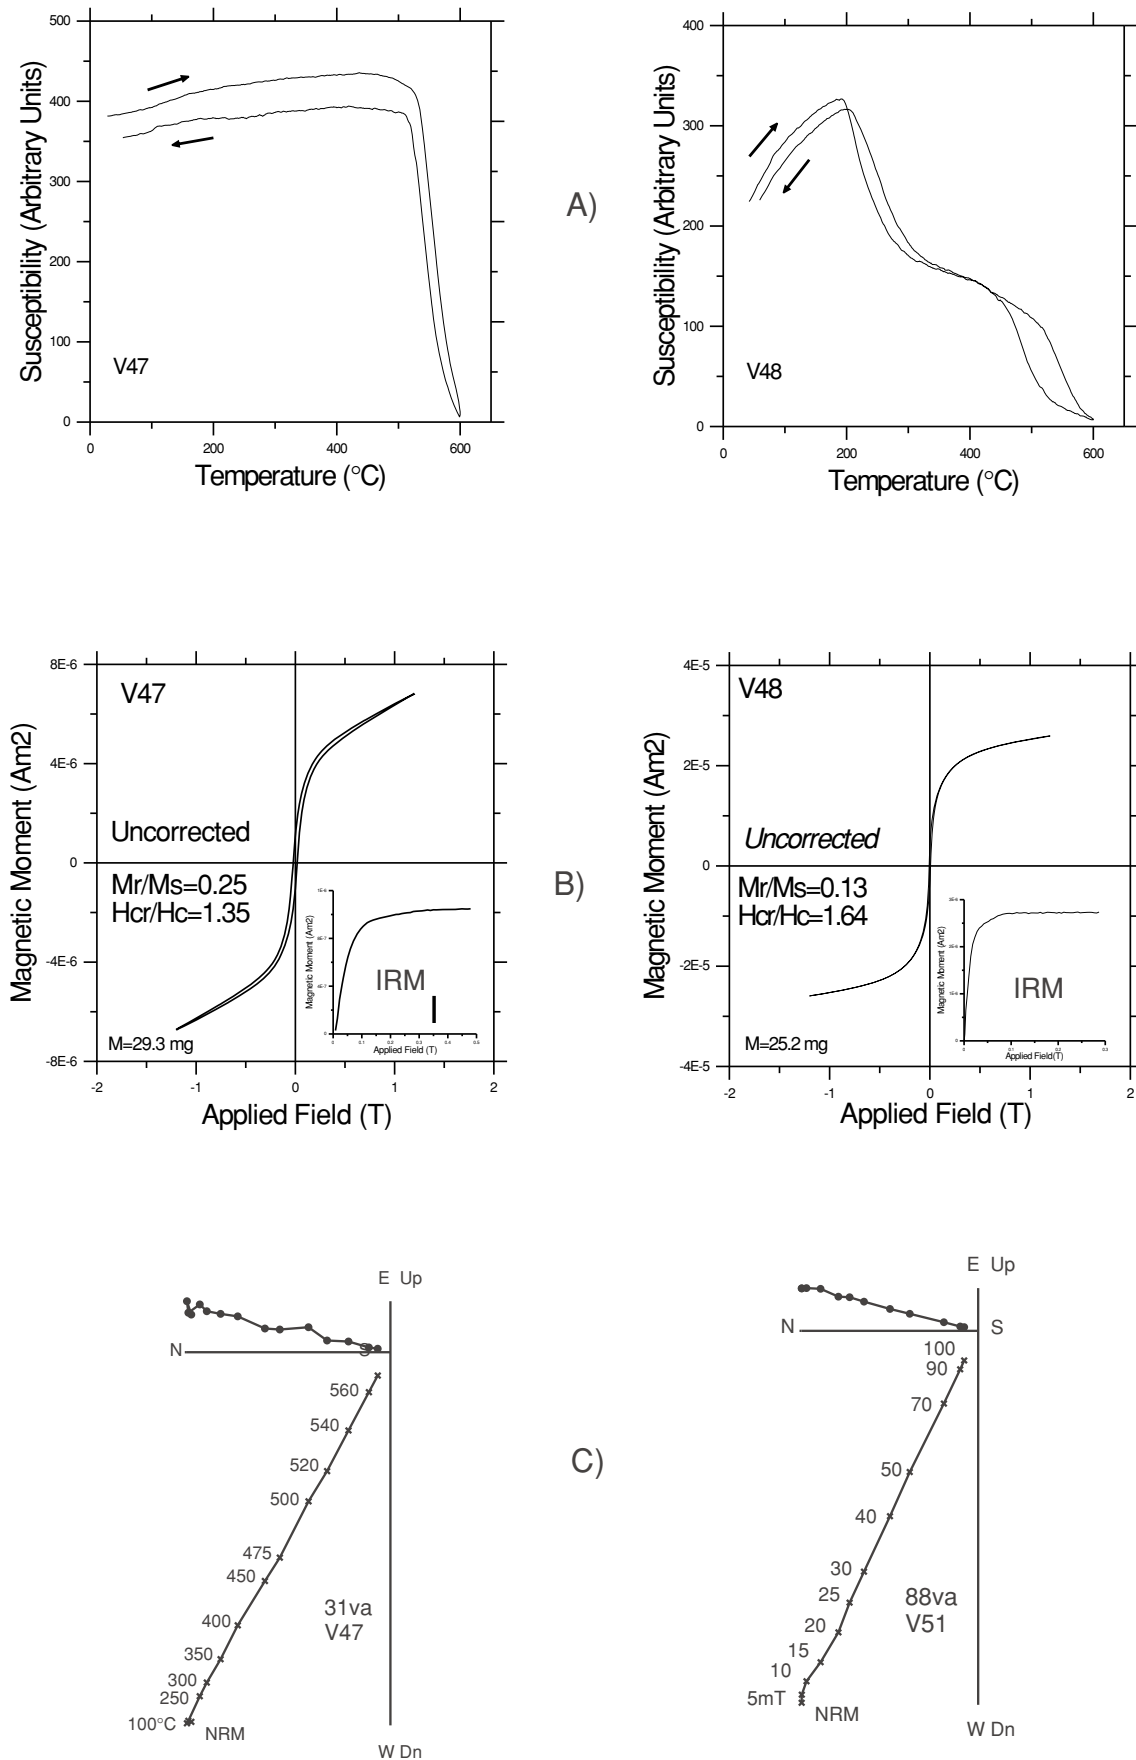 500
400
300
200
100
0
Susceptibility (Arbitrary Units)
V47
0
200
400
600
Temperature (°C)
A)
400
300
200
100
0
Susceptibility (Arbitrary Units)
V48
0
200
400
600
Temperature (°C)
8E-6
4E-6
0
-4E-6
-8E-6
Magnetic Moment (Am2)
V47
Uncorrected
Mr/Ms=0.25
Hcr/Hc=1.35
IRM
Magnetic Moment (Am2)
Applied Field (T)
M=29.3 mg
-2
-1
0
1
2
Applied Field (T)
B)
4E-5
2E-5
0
-2E-5
-4E-5
Magnetic Moment (Am2)
V48
Uncorrected
Mr/Ms=0.13
Hcr/Hc=1.64
IRM
Magnetic Moment (Am2)
Applied Field(T)
M=25.2 mg
-2
-1
0
1
2
Applied Field (T)
E Up
N
S
560
540
520
500
475
450
400
350
300
250
100°C
NRM
31va
V47
W Dn
C)
E Up
N
S
100
90
70
50
40
30
25
20
15
10
5mT
NRM
88va
V51
W Dn